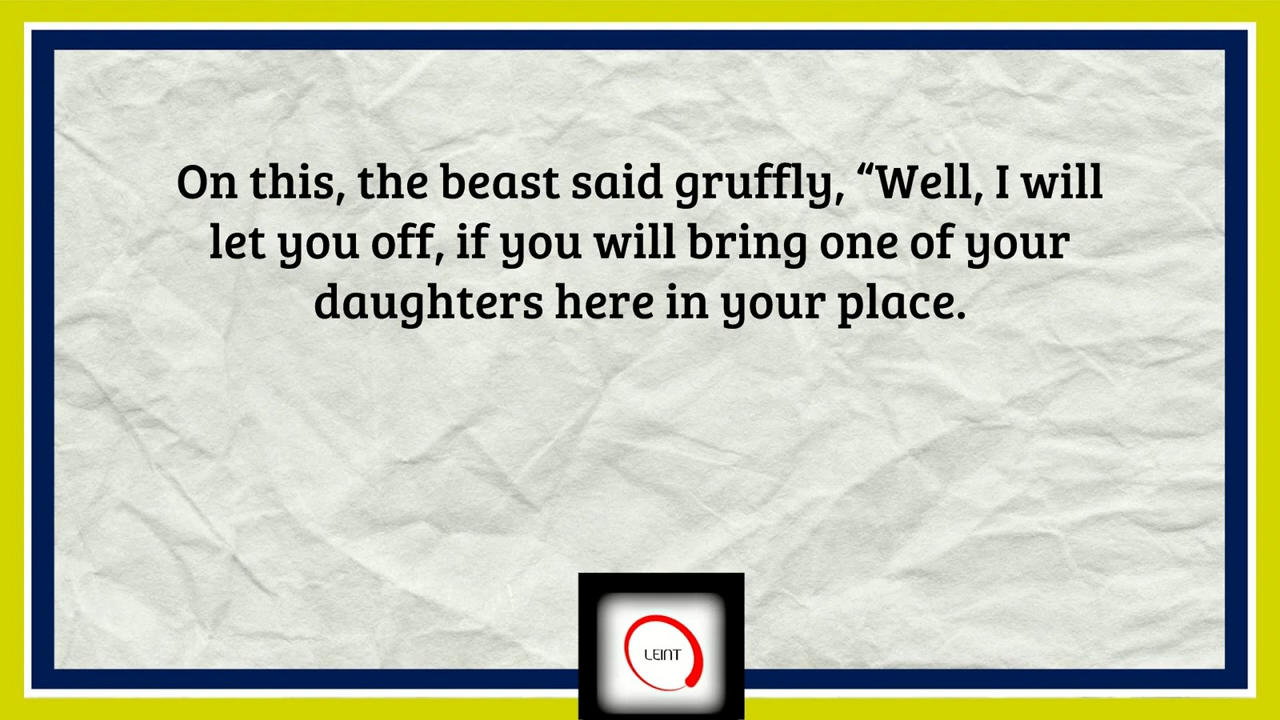 On this, the beast said gruffly, “Well, I will
let you off, if you will bring one of your
daughters here in your place.
LEINT